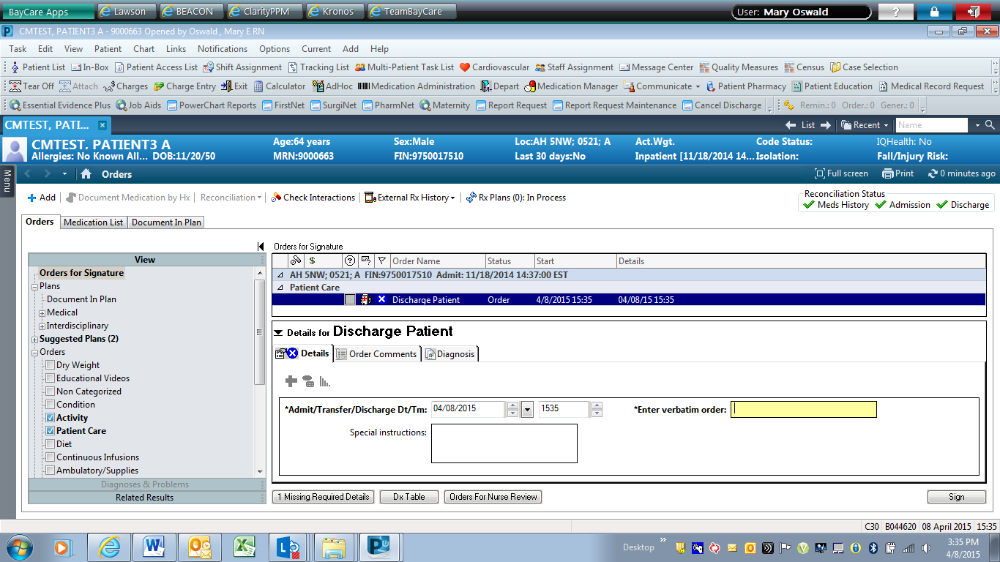 BayCare Apps Lawson BEACON ClarityPPM Kronos TeamBayCare User: Mary Oswald ?
CMTEST, PATIENT3 A - 9000663 Opened by Oswald , Mary E RN
Task Edit View Patient Chart Links Notifications Options Current Add Help
Patient List In-Box Patient Access List Shift Assignment Tracking List Multi-Patient Task List Cardiovascular Staff Assignment Message Center Quality Measures Census Case Selection
Tear Off Attach Charges Charge Entry Exit Calculator AdHoc Medication Administration Depart Medication Manager Communicate Patient Pharmacy Patient Education Medical Record Request
Essential Evidence Plus Job Aids PowerChart Reports FirstNet SurgiNet PharmNet Maternity Report Request Report Request Maintenance Cancel Discharge Remin.: 0 Order.: 0 Gener.: 0
CMTEST, PATI... List Recent Name
CMTEST, PATIENT3 A Age:64 years Sex:Male Loc:AH 5NW; 0521; A Act.Wgt. Code Status: IQHealth: No
Allergies: No Known All... DOB:11/20/50 MRN:9000663 FIN:9750017510 Last 30 days:No Inpatient [11/18/2014 14... Isolation: Fall/Injury Risk:
Menu
Orders Full screen Print 0 minutes ago
Add Document Medication by Hx Reconciliation Check Interactions External Rx History Rx Plans (0): In Process
Reconciliation Status
Meds History Admission Discharge
Orders Medication List Document In Plan
View
Orders for Signature
Plans
Document In Plan
Medical
Interdisciplinary
Suggested Plans (2)
Orders
Dry Weight
Educational Videos
Non Categorized
Condition
Activity
Patient Care
Diet
Continuous Infusions
Ambulatory/Supplies
Diagnoses & Problems
Related Results
Orders for Signature
$ ? Order Name Status Start Details
AH 5NW; 0521; A FIN:9750017510 Admit: 11/18/2014 14:37:00 EST
Patient Care
Discharge Patient Order 4/8/2015 15:35 04/08/15 15:35
Details for Discharge Patient
Details Order Comments Diagnosis
*Admit/Transfer/Discharge Dt/Tm: 04/08/2015 1535 *Enter verbatim order:
Special instructions:
1 Missing Required Details Dx Table Orders For Nurse Review Sign
C30 B044620 08 April 2015 15:35
Desktop 3:35 PM
4/8/2015